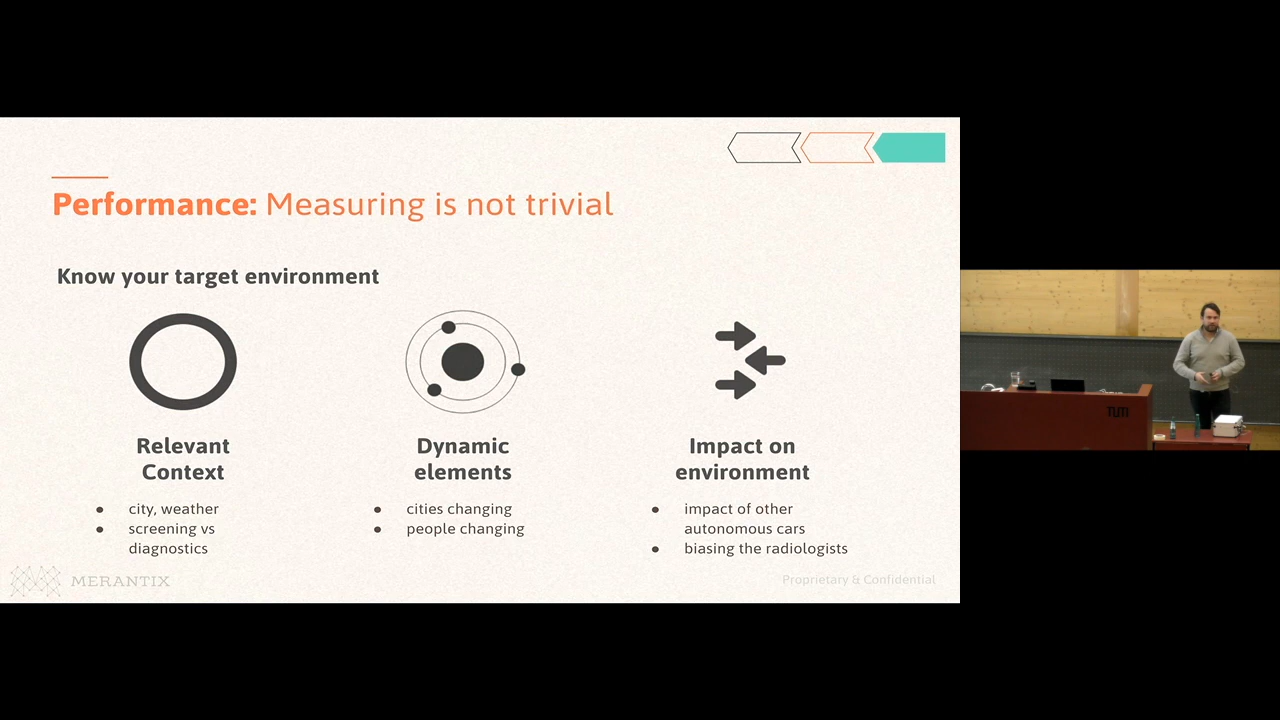 Performance: Measuring is not trivial
Know your target environment
Relevant
Context
● city, weather
● screening vs
diagnostics
Dynamic
elements
● cities changing
● people changing
Impact on
environment
● impact of other
autonomous cars
● biasing the radiologists
MERANTIX
Proprietary & Confidential
TUM